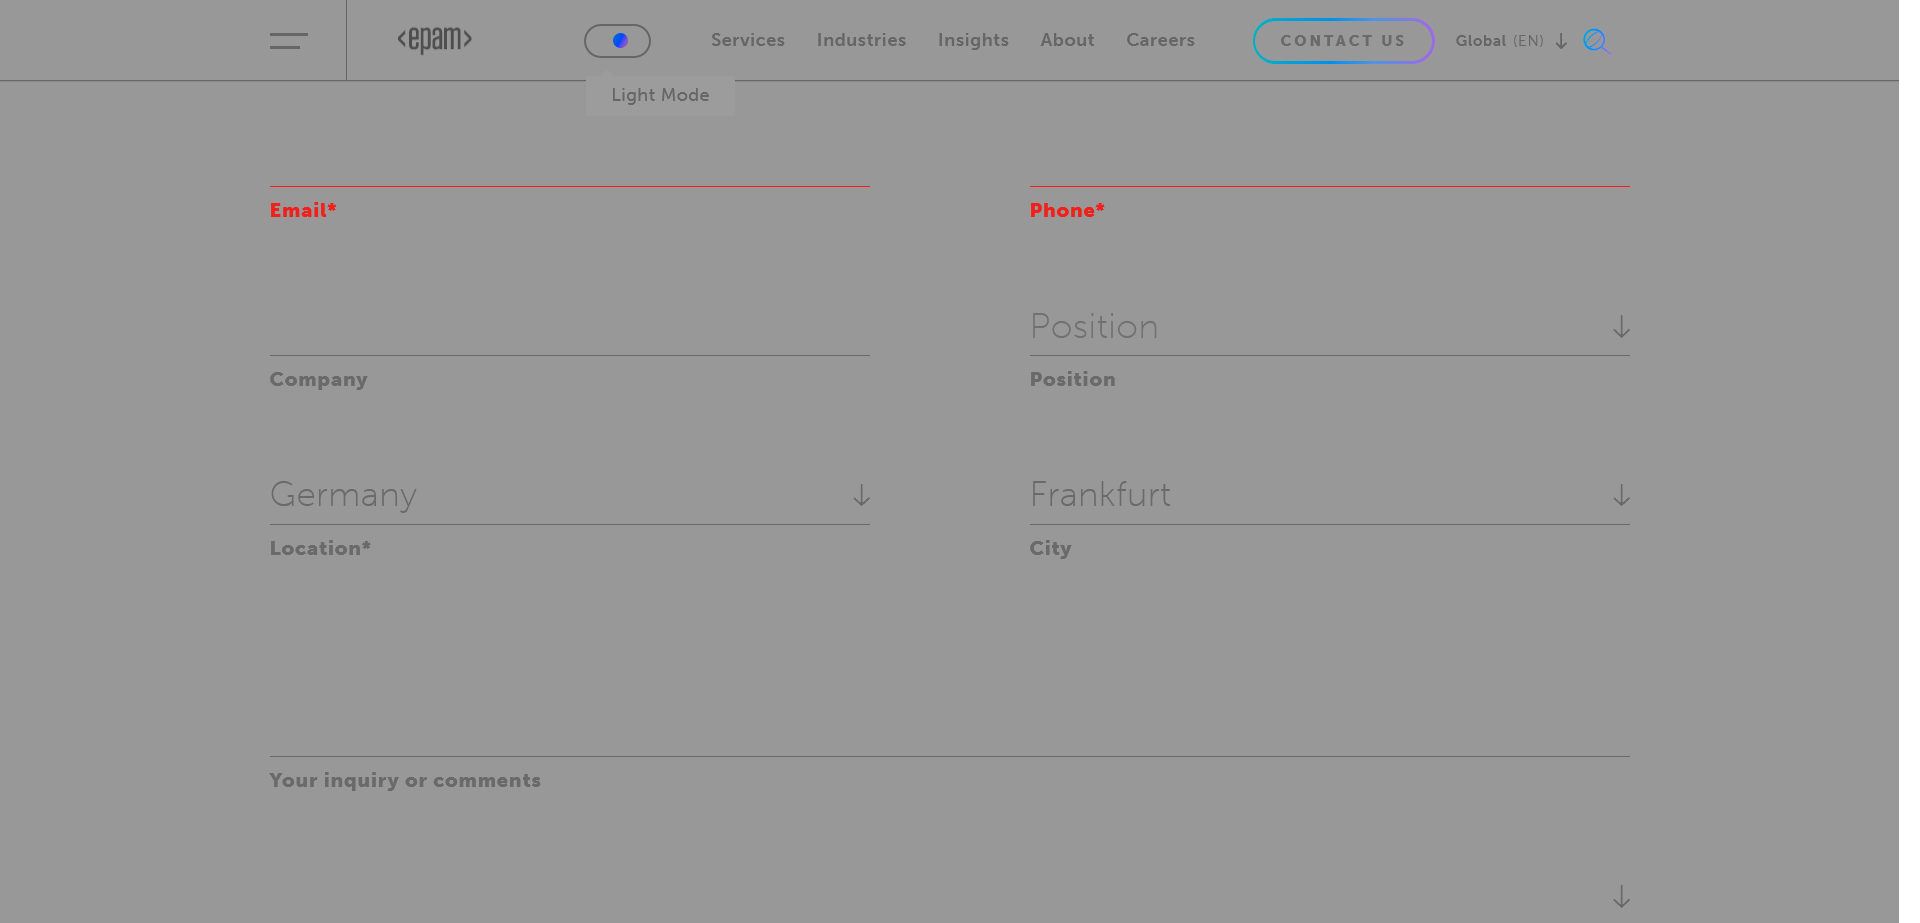 <epam>
Services
Industries
Insights
About
Careers
CONTACT US
Global (EN)
Light Mode
Email*
Phone*
Position
Company
Position
Germany
Frankfurt
Location*
City
Your inquiry or comments